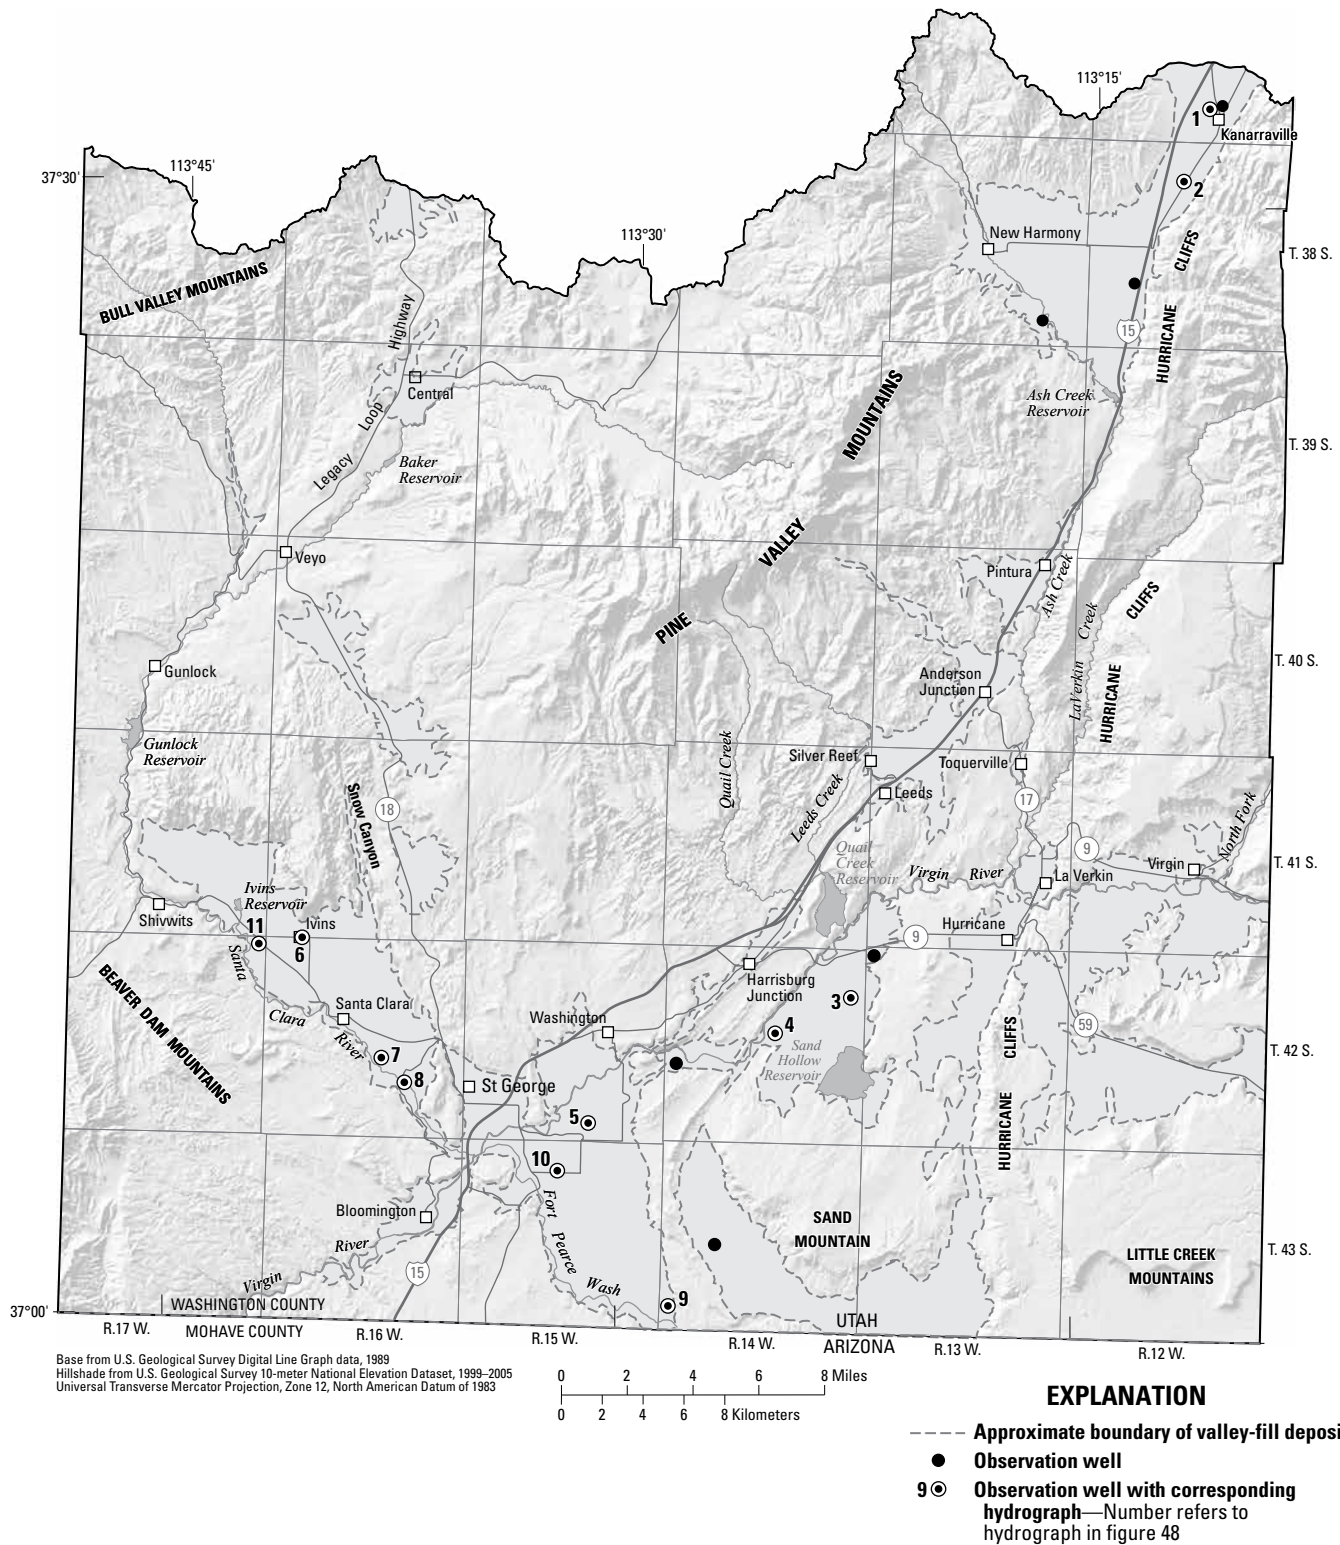 113°15'
1
Kanarraville
37°30'
113°45'
2
113°30'
New Harmony
CLIFFS
T. 38 S.
BULL VALLEY MOUNTAINS
Highway
15
HURRICANE
Central
Loop
Legacy
Ash Creek
Reservoir
MOUNTAINS
T. 39 S.
Baker
Reservoir
VALLEY
Veyo
Pintura
Ash Creek
CLIFFS
PINE
LaVerkin Creek
Gunlock
T. 40 S.
Anderson
Junction
HURRICANE
Gunlock
Reservoir
Quail Creek
Silver Reef
Toquerville
Snow Canyon
18
Leeds Creek
Leeds
17
North Fork
Quail
Creek
Reservoir
9
Virgin
T. 41 S.
Virgin River
La Verkin
Ivins
Reservoir
Shivwits
11
Ivins
6
Hurricane
9
Santa
Clara
River
BEAVER DAM MOUNTAINS
Harrisburg
Junction
3
Santa Clara
Washington
4
Sand
Hollow
Reservoir
59
CLIFFS
T. 42 S.
7
8
St George
5
HURRICANE
10
Bloomington
Fort Pearce Wash
SAND
MOUNTAIN
Virgin River
15
LITTLE CREEK
MOUNTAINS
T. 43 S.
9
37°00'
WASHINGTON COUNTY
MOHAVE COUNTY
UTAH
ARIZONA
R.17 W.
R.16 W.
R.15 W.
R.14 W.
R.13 W.
R.12 W.
Base from U.S. Geological Survey Digital Line Graph data, 1989
Hillshade from U.S. Geological Survey 10-meter National Elevation Dataset, 1999–2005
Universal Transverse Mercator Projection, Zone 12, North American Datum of 1983
0 2 4 6 8 Miles
0 2 4 6 8 Kilometers
EXPLANATION
Approximate boundary of valley-fill deposi
Observation well
9 Observation well with corresponding
hydrograph—Number refers to
hydrograph in figure 48